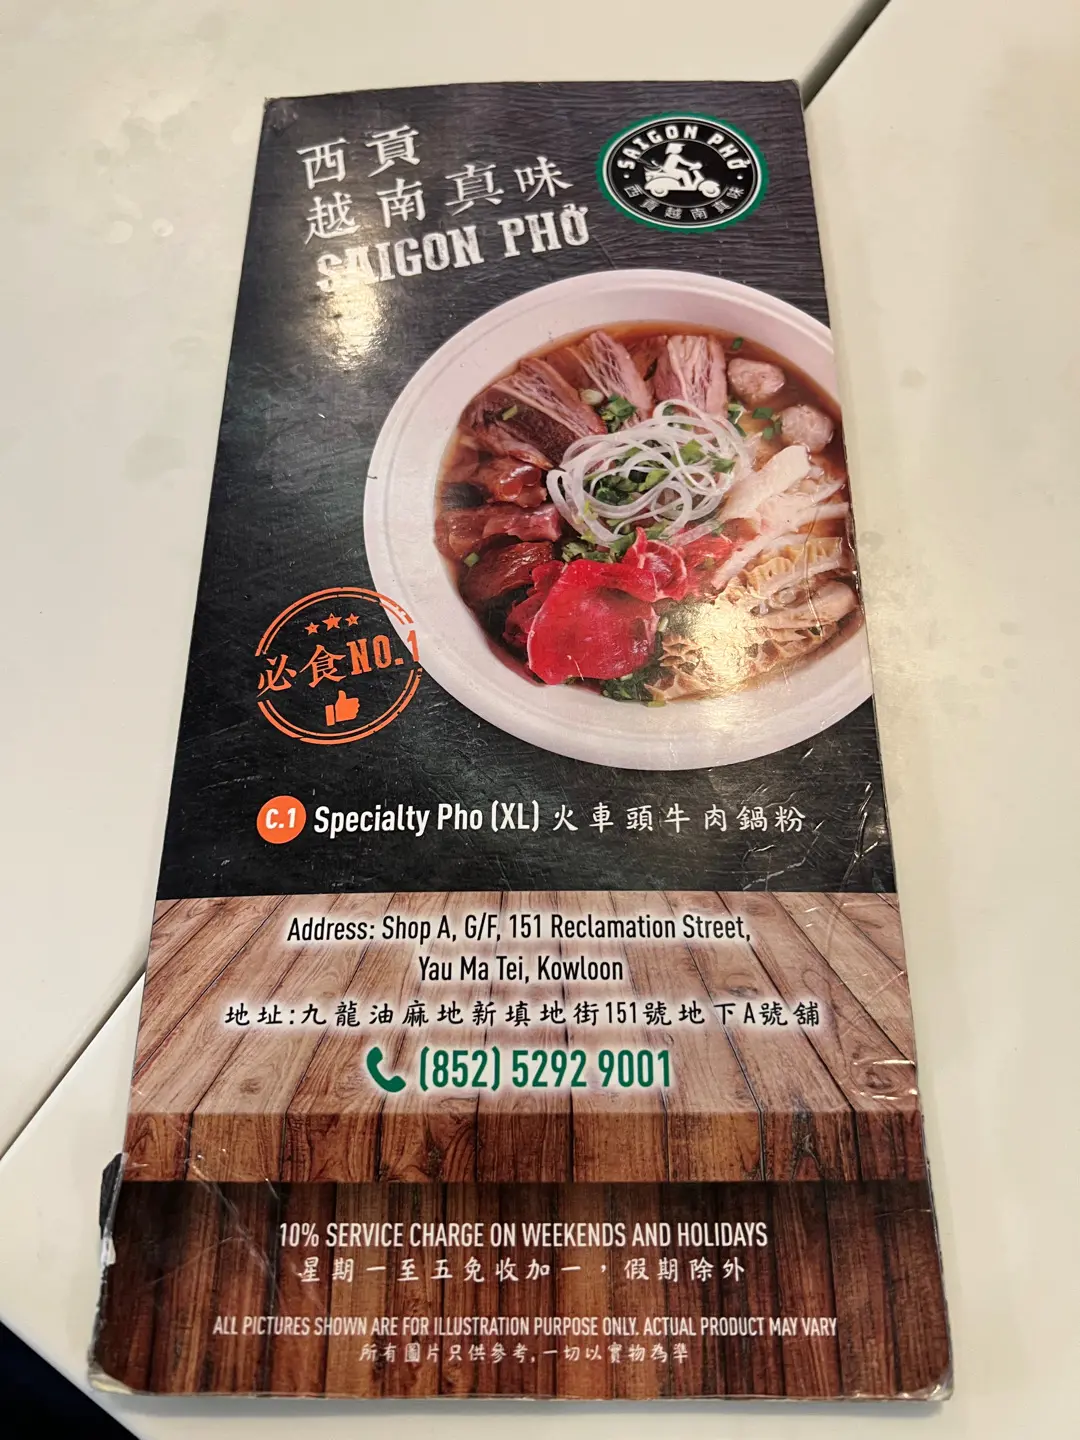 西貢
越南真味
SAIGON PHỞ
SAIGON PHỞ
西貢越南真味
必食NO.1
C.1 Specialty Pho (XL) 火車頭牛肉鍋粉
Address: Shop A, G/F, 151 Reclamation Street,
Yau Ma Tei, Kowloon
地址:九龍油麻地新填地街151號地下A號舖
(852) 5292 9001
10% SERVICE CHARGE ON WEEKENDS AND HOLIDAYS
星期一至五免收加一，假期除外
ALL PICTURES SHOWN ARE FOR ILLUSTRATION PURPOSE ONLY. ACTUAL PRODUCT MAY VARY
所有圖片只供參考,一切以實物為準